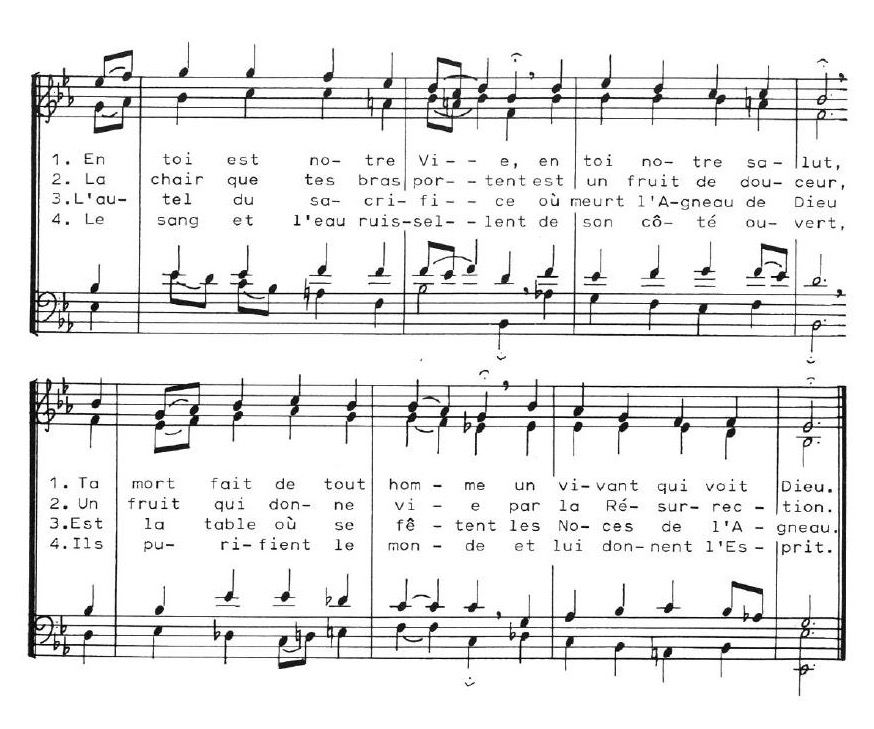 1. En toi est no- tre Vi- - e, en toi no- tre sa- lut,
2. La chair que tes bras por- - tent est un fruit de dou- ceur,
3.L'au- tel du sa- cri- fi- - ce où meurt l'A-gneau de Dieu
4. Le sang et l'eau ruis-sel- - lent de son cô- té ou- vert,
1. Ta mort fait de tout hom - me un vi-vant qui voit Dieu.
2. Un fruit qui don- ne vi - e par la Ré- sur- rec - tion.
3.Est la table où se fê - tent les No- ces de l'A - gneau.
4.Ils pu- ri-fient le mon - de et lui don-nent l'Es - prit.